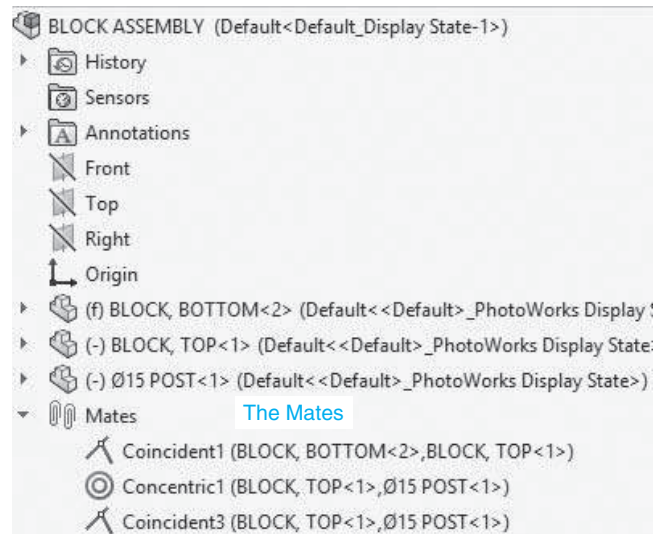 BLOCK ASSEMBLY (Default<Default_Display State-1>)
History
Sensors
A Annotations
Front
Top
Right
Origin
(f) BLOCK, BOTTOM<2> (Default<<Default>_PhotoWorks Display
(-) BLOCK, TOP<1> (Default<<Default>_PhotoWorks Display State>
(-) Ø15 POST<1> (Default<<Default>_PhotoWorks Display State>)
Mates The Mates
Coincident1 (BLOCK, BOTTOM<2>,BLOCK, TOP<1>)
Concentric1 (BLOCK, TOP<1>,Ø15 POST<1>)
Coincident3 (BLOCK, TOP<1>,Ø15 POST<1>)